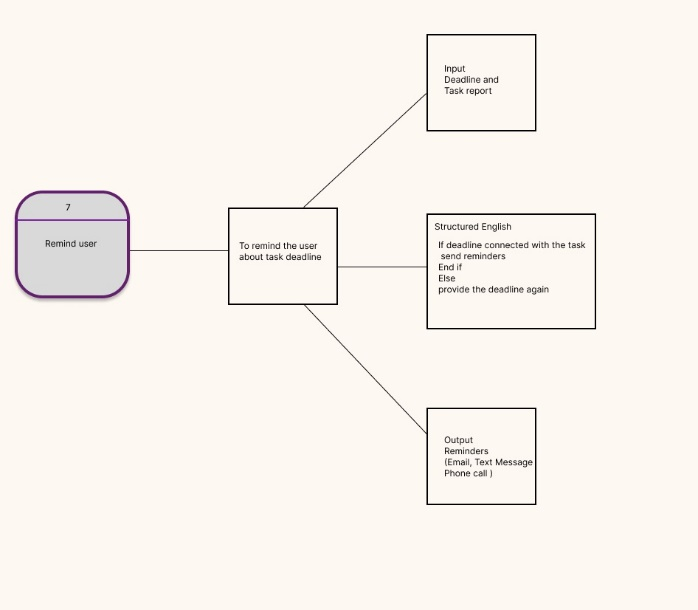 7
Remind user
To remind the user
about task deadline
Input
Deadline and
Task report
Structured English
If deadline connected with the task
send reminders
End if
Else
provide the deadline again
Output
Reminders
(Email, Text Message
Phone call )